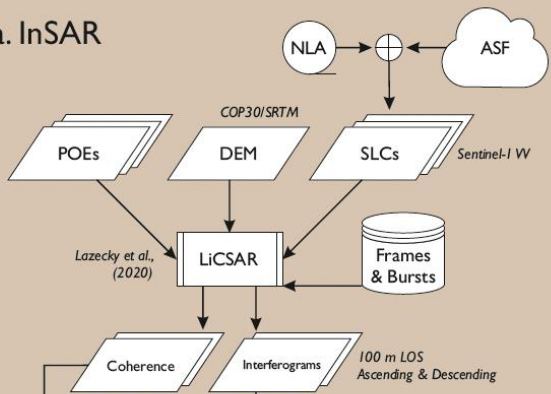 a. InSAR
NLA
ASF
COP30/SRTM
POEs
DEM
SLCs
Sentinel-1 VV
Lazecky et al.,
(2020)
LiCSAR
Frames
& Bursts
Coherence
Interferograms
100 m LOS
Ascending & Descending